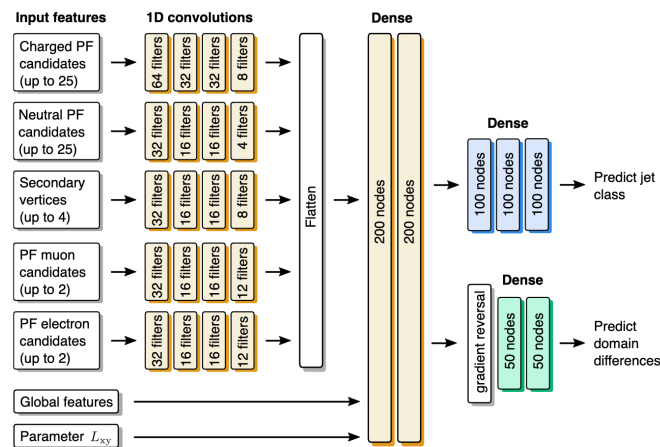 Input features
1D convolutions
Dense
Charged PF
candidates
(up to 25)
64 filters
32 filters
32 filters
8 filters
Neutral PF
candidates
(up to 25)
32 filters
16 filters
16 filters
4 filters
Secondary
vertices
(up to 4)
32 filters
16 filters
16 filters
8 filters
PF muon
candidates
(up to 2)
32 filters
16 filters
16 filters
12 filters
PF electron
candidates
(up to 2)
32 filters
16 filters
16 filters
12 filters
Global features
Parameter Lxy
Flatten
200 nodes
200 nodes
Dense
100 nodes
100 nodes
100 nodes
Predict jet
class
Dense
gradient reversal
50 nodes
50 nodes
Predict
domain
differences